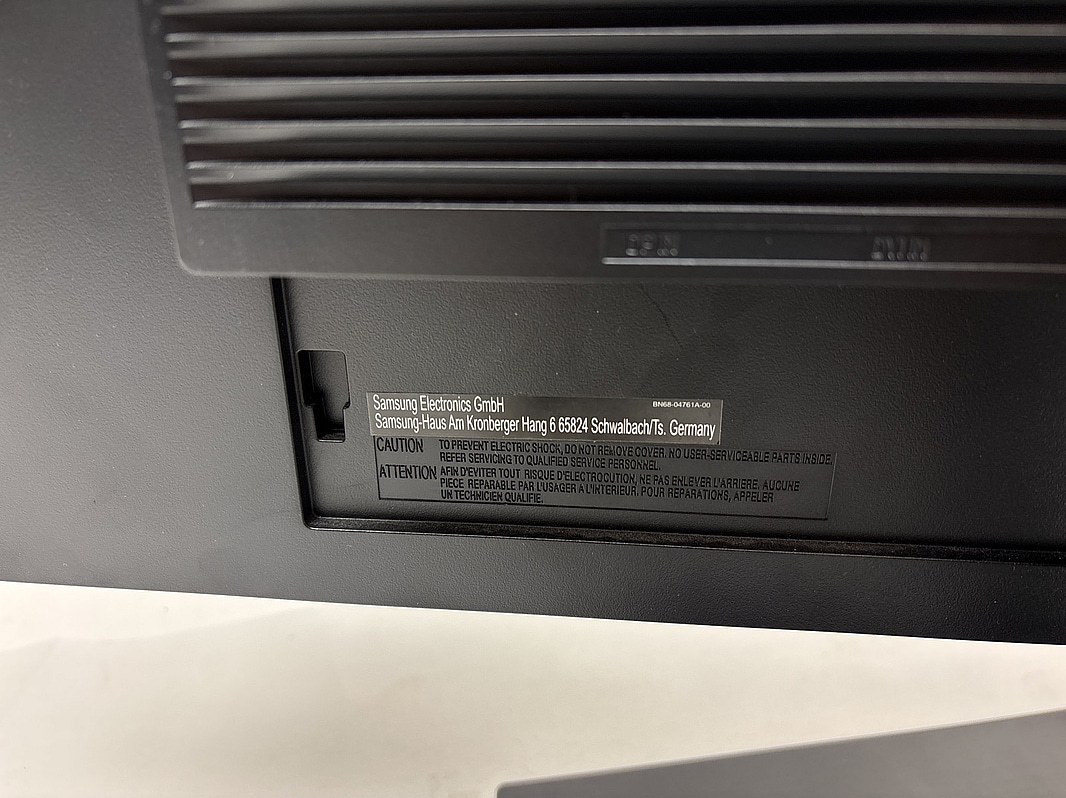 Samsung Electronics GmbH
BN68-04761A-00
Samsung-Haus Am Kronberger Hang 6 65824 Schwalbach/Ts. Germany
CAUTION
TO PREVENT ELECTRIC SHOCK, DO NOT REMOVE COVER. NO USER-SERVICEABLE PARTS INSIDE.
REFER SERVICING TO QUALIFIED SERVICE PERSONNEL.
ATTENTION
AFIN D'EVITER TOUT RISQUE D'ELECTROCUTION, NE PAS ENLEVER L'ARRIERE. AUCUNE
PIECE REPARABLE PAR L'USAGER A L'INTERIEUR. POUR REPARATIONS, APPELER
UN TECHNICIEN QUALIFIE.